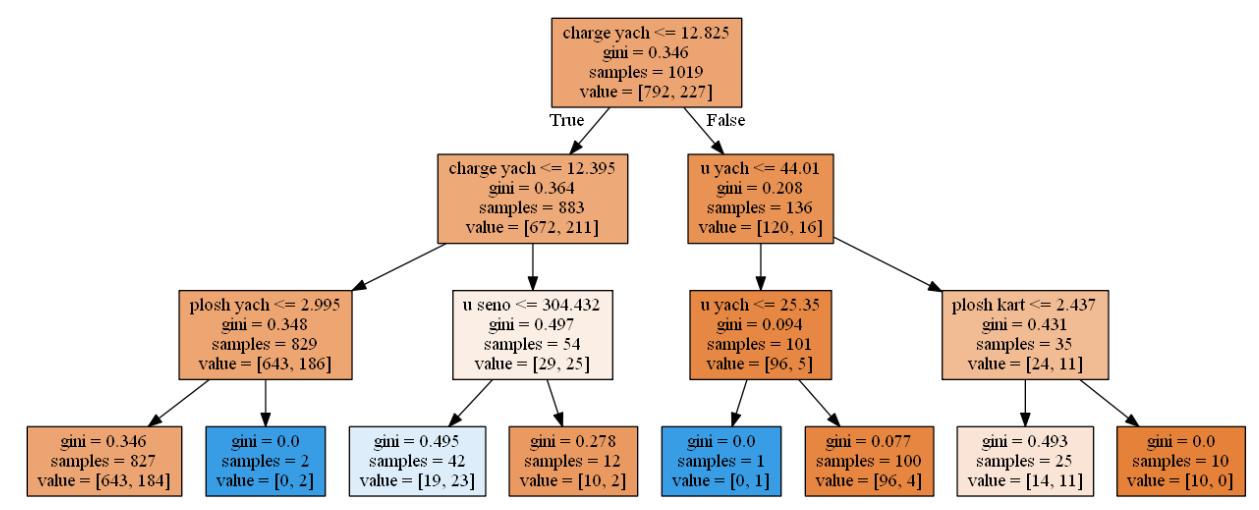 charge yach <= 12.825
gini = 0.346
samples = 1019
value = [792, 227]
True
False
charge yach <= 12.395
gini = 0.364
samples = 883
value = [672, 211]
u yach <= 44.01
gini = 0.208
samples = 136
value = [120, 16]
plosh yach <= 2.995
gini = 0.348
samples = 829
value = [643, 186]
u seno <= 304.432
gini = 0.497
samples = 54
value = [29, 25]
u yach <= 25.35
gini = 0.094
samples = 101
value = [96, 5]
plosh kart <= 2.437
gini = 0.431
samples = 35
value = [24, 11]
gini = 0.346
samples = 827
value = [643, 184]
gini = 0.0
samples = 2
value = [0, 2]
gini = 0.495
samples = 42
value = [19, 23]
gini = 0.278
samples = 12
value = [10, 2]
gini = 0.0
samples = 1
value = [0, 1]
gini = 0.077
samples = 100
value = [96, 4]
gini = 0.493
samples = 25
value = [14, 11]
gini = 0.0
samples = 10
value = [10, 0]